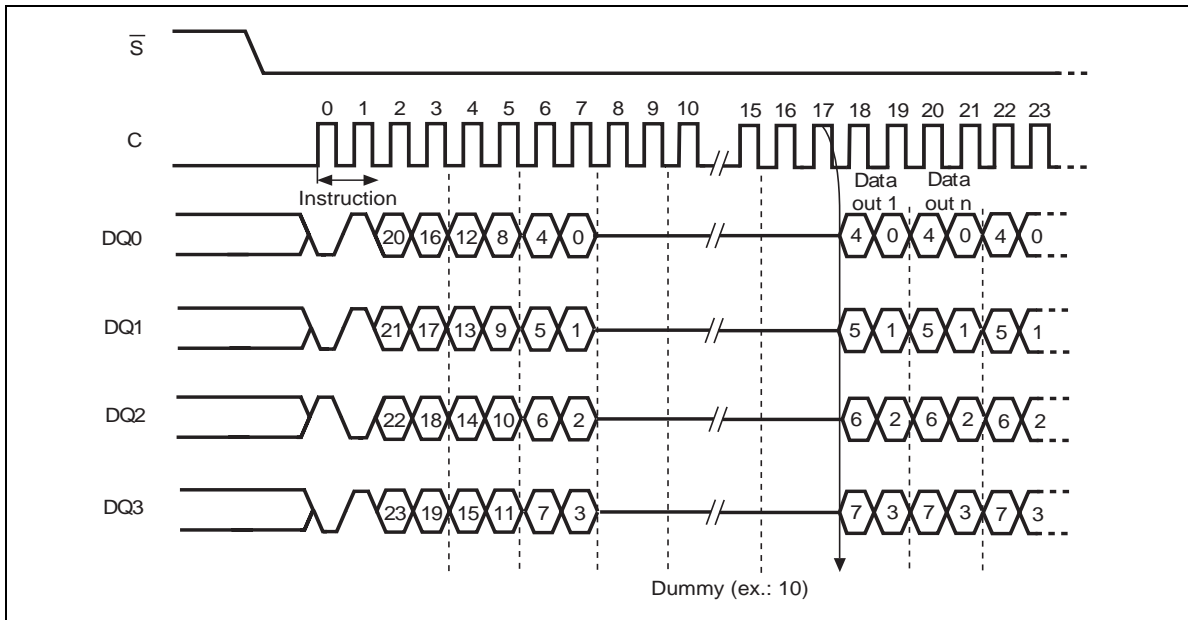 S
0 1 2 3 4 5 6 7 8 9 10 15 16 17 18 19 20 21 22 23
C
Instruction
Data out 1
Data out n
DQ0
20 16 12 8 4 0 4 0 4 0 4 0
DQ1
21 17 13 9 5 1 5 1 5 1 5 1
DQ2
22 18 14 10 6 2 6 2 6 2 6 2
DQ3
23 19 15 11 7 3 7 3 7 3 7 3
Dummy (ex.: 10)